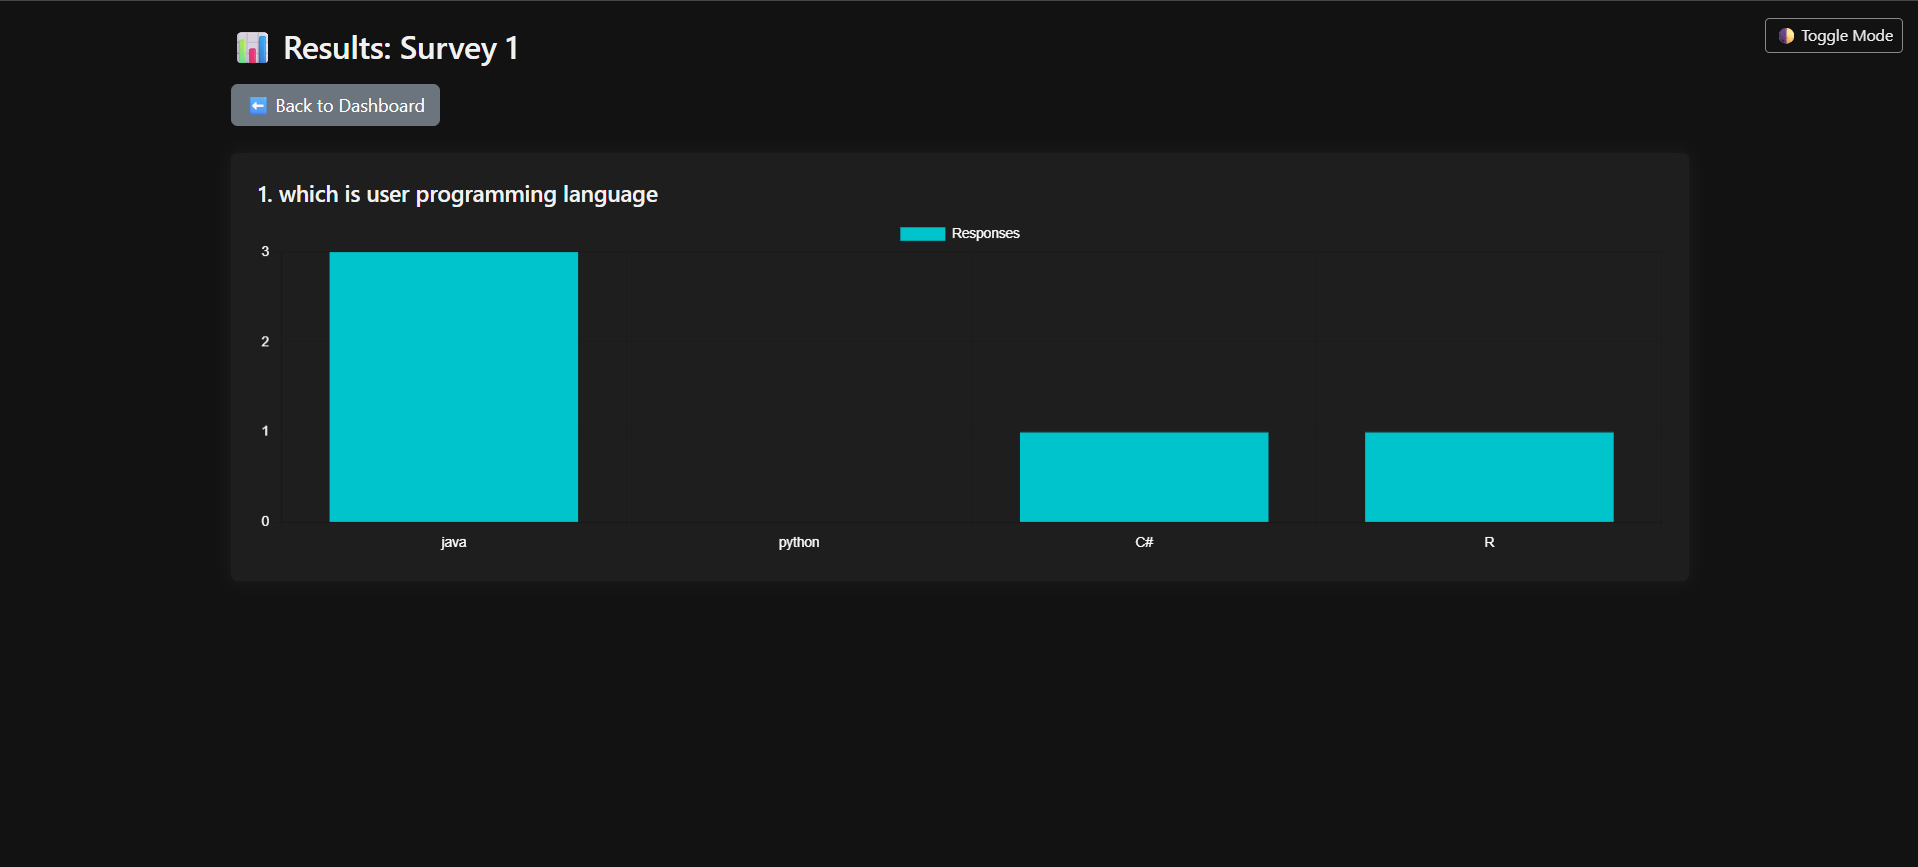 Results: Survey 1
Toggle Mode
Back to Dashboard
1. which is user programming language
Responses
3
2
1
0
java python C# R